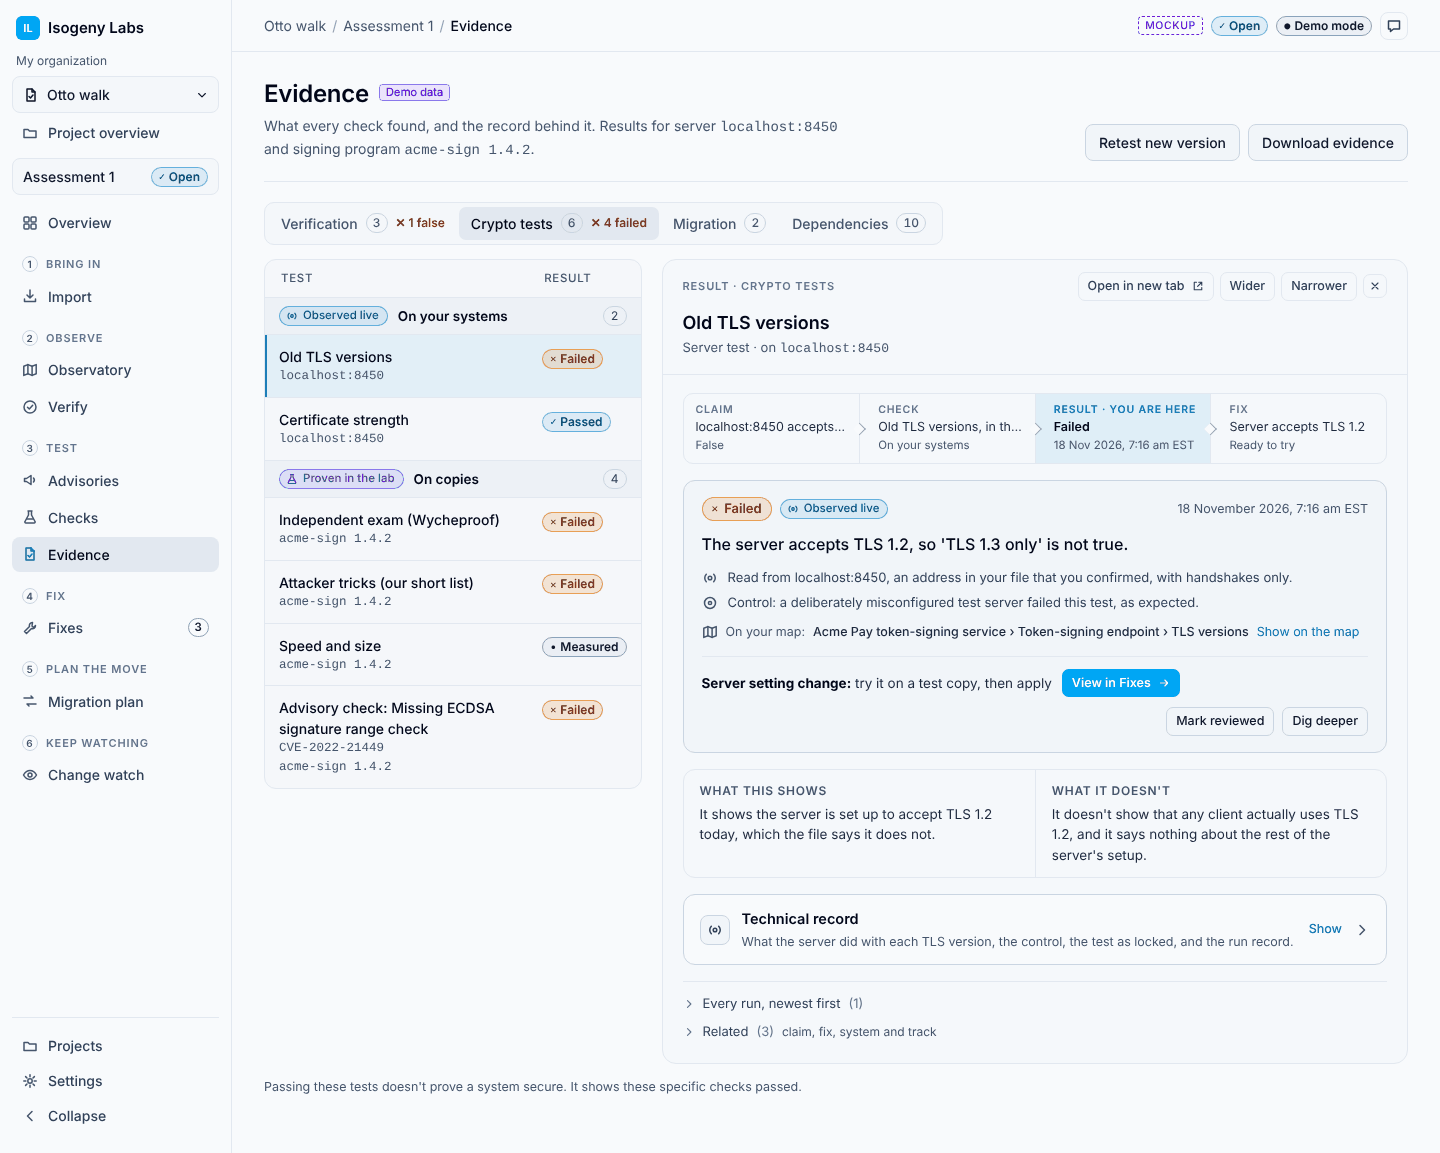 IL Isogeny Labs
My organization
Otto walk
Project overview
Assessment 1 ✓ Open
Overview
1 BRING IN
Import
2 OBSERVE
Observatory
Verify
3 TEST
Advisories
Checks
Evidence
4 FIX
Fixes 3
5 PLAN THE MOVE
Migration plan
6 KEEP WATCHING
Change watch
Projects
Settings
Collapse
Otto walk / Assessment 1 / Evidence
MOCKUP ✓ Open • Demo mode
Evidence Demo data
What every check found, and the record behind it. Results for server localhost:8450
and signing program acme-sign 1.4.2.
Retest new version Download evidence
Verification 3 ✕ 1 false Crypto tests 6 ✕ 4 failed Migration 2 Dependencies 10
TEST RESULT
Observed live On your systems 2
Old TLS versions × Failed
localhost:8450
Certificate strength ✓ Passed
localhost:8450
Proven in the lab On copies 4
Independent exam (Wycheproof) × Failed
acme-sign 1.4.2
Attacker tricks (our short list) × Failed
acme-sign 1.4.2
Speed and size • Measured
acme-sign 1.4.2
Advisory check: Missing ECDSA × Failed
signature range check
CVE-2022-21449
acme-sign 1.4.2
RESULT · CRYPTO TESTS Open in new tab Wider Narrower ✕
Old TLS versions
Server test · on localhost:8450
CLAIM
localhost:8450 accepts…
False
CHECK
Old TLS versions, in th…
On your systems
RESULT · YOU ARE HERE
Failed
18 Nov 2026, 7:16 am EST
FIX
Server accepts TLS 1.2
Ready to try
× Failed Observed live 18 November 2026, 7:16 am EST
The server accepts TLS 1.2, so 'TLS 1.3 only' is not true.
Read from localhost:8450, an address in your file that you confirmed, with handshakes only.
Control: a deliberately misconfigured test server failed this test, as expected.
On your map: Acme Pay token-signing service › Token-signing endpoint › TLS versions Show on the map
Server setting change: try it on a test copy, then apply View in Fixes →
Mark reviewed Dig deeper
WHAT THIS SHOWS
It shows the server is set up to accept TLS 1.2
today, which the file says it does not.
WHAT IT DOESN'T
It doesn't show that any client actually uses TLS
1.2, and it says nothing about the rest of the
server's setup.
Technical record
What the server did with each TLS version, the control, the test as locked, and the run record. Show
Every run, newest first (1)
Related (3) claim, fix, system and track
Passing these tests doesn't prove a system secure. It shows these specific checks passed.